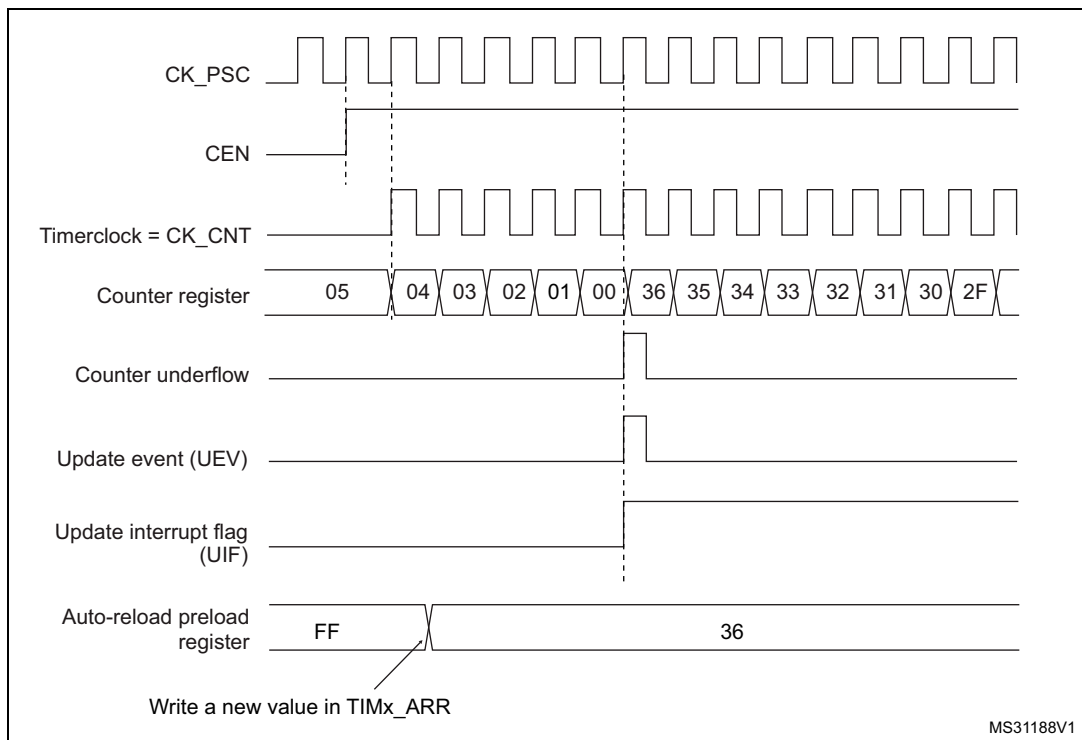 CK_PSC
CEN
Timerclock = CK_CNT
Counter register 05 04 03 02 01 00 36 35 34 33 32 31 30 2F
Counter underflow
Update event (UEV)
Update interrupt flag
(UIF)
Auto-reload preload
register FF 36
Write a new value in TIMx_ARR
MS31188V1